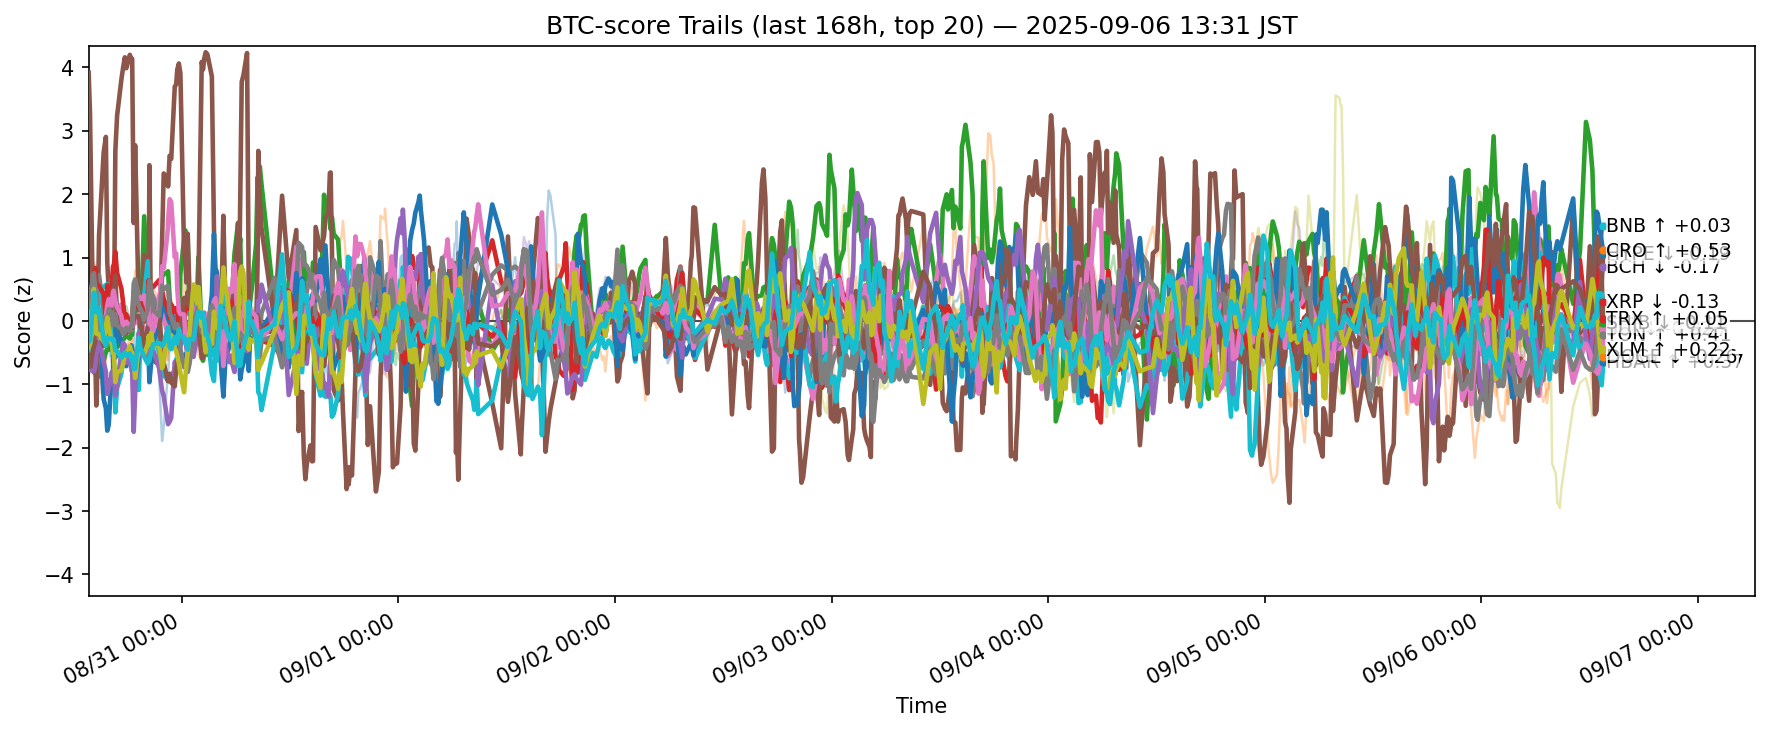 BTC-score Trails (last 168h, top 20) — 2025-09-06 13:31 JST
Score (z)
4
3
2
1
0
−1
−2
−3
−4
BNB ↑ +0.03
CRO ↑ +0.53
BCH ↓ -0.17
XRP ↓ -0.13
TRX ↑ +0.05
TON ↑ +0.41
XLM ↑ +0.22
HBAR ↑ +0.37
08/31 00:00
09/01 00:00
09/02 00:00
09/03 00:00
09/04 00:00
09/05 00:00
09/06 00:00
09/07 00:00
Time